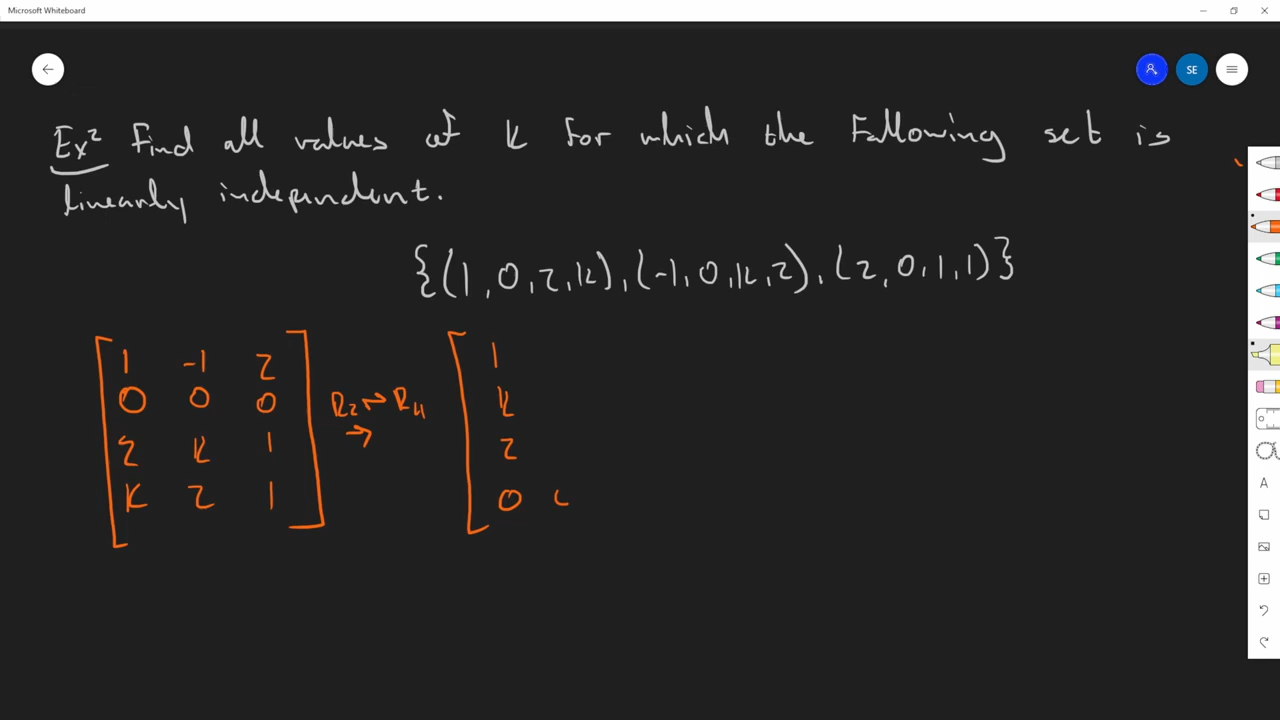 Microsoft Whiteboard
SE
Ex² Find all values of k for which the following set is
linearly independent.
{(1, 0, 2, k), (-1, 0, k, 2), (2, 0, 1, 1)}
1 -1 2
0 0 0
2 k 1
k 2 1
R2 ⇌ R4
→
1
k
2
0
A